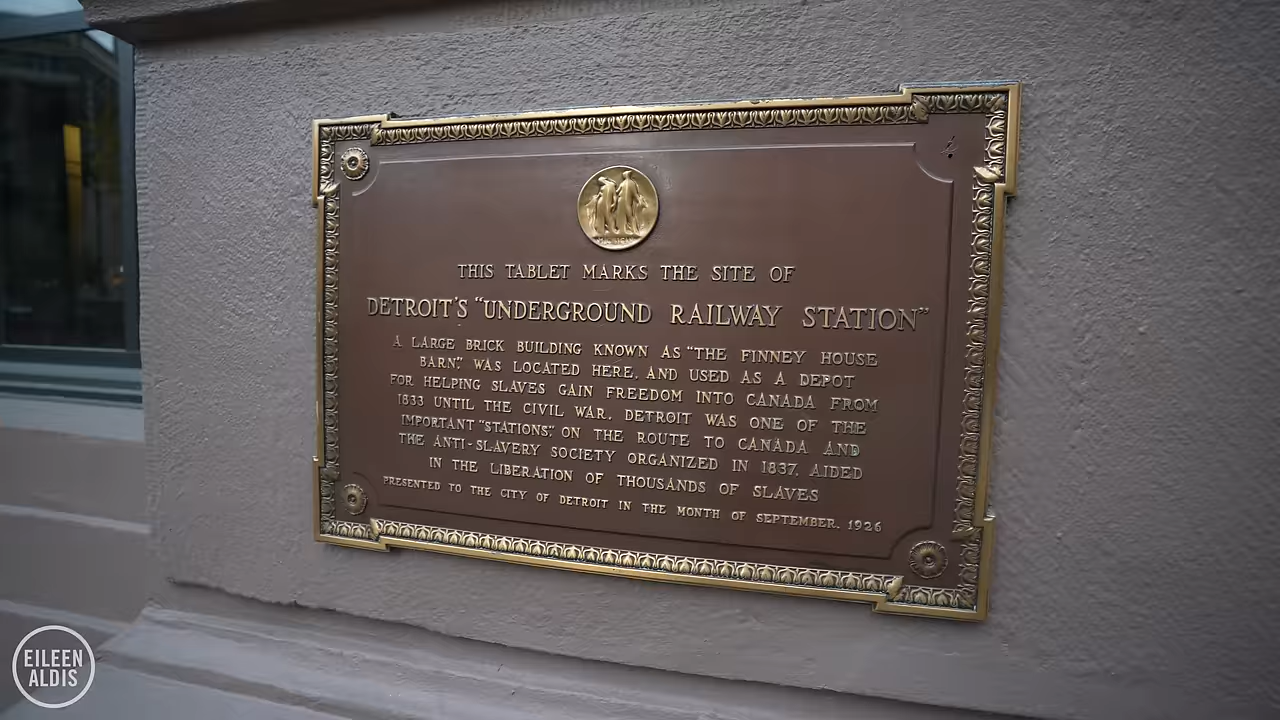 THIS TABLET MARKS THE SITE OF
DETROIT'S "UNDERGROUND RAILWAY STATION"
A LARGE BRICK BUILDING KNOWN AS "THE FINNEY HOUSE
BARN," WAS LOCATED HERE, AND USED AS A DEPOT
FOR HELPING SLAVES GAIN FREEDOM INTO CANADA FROM
1833 UNTIL THE CIVIL WAR. DETROIT WAS ONE OF THE
IMPORTANT "STATIONS," ON THE ROUTE TO CANADA AND
THE ANTI-SLAVERY SOCIETY ORGANIZED IN 1837, AIDED
IN THE LIBERATION OF THOUSANDS OF SLAVES
PRESENTED TO THE CITY OF DETROIT IN THE MONTH OF SEPTEMBER, 1926
EILEEN
ALDIS